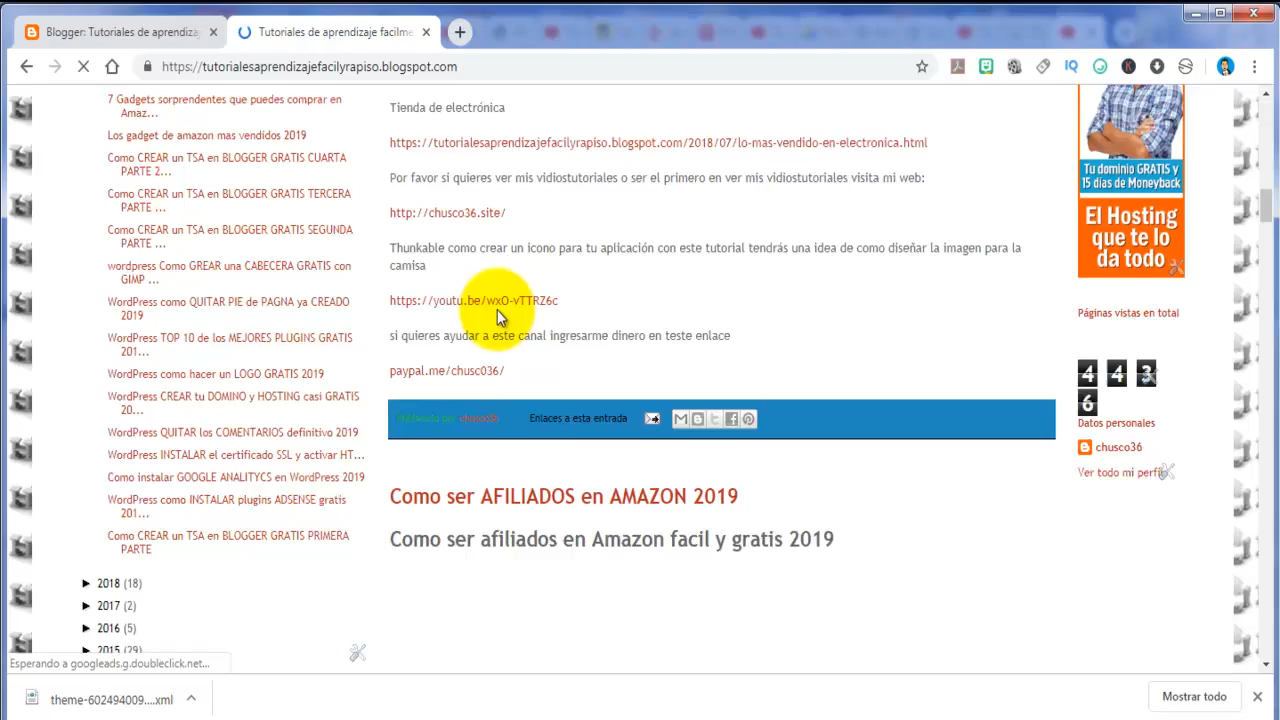 Blogger: Tutoriales de aprendiza
Tutoriales de aprendizaje facilme
https://tutorialesaprendizajefacilyrapiso.blogspot.com
7 Gadgets sorprendentes que puedes comprar en
Amaz...
Los gadget de amazon mas vendidos 2019
Como CREAR un TSA en BLOGGER GRATIS CUARTA
PARTE 2...
Como CREAR un TSA en BLOGGER GRATIS TERCERA
PARTE ...
Como CREAR un TSA en BLOGGER GRATIS SEGUNDA
PARTE ...
wordpress Como GREAR una CABECERA GRATIS con
GIMP ...
WordPress como QUITAR PIE de PAGNA ya CREADO
2019
WordPress TOP 10 de los MEJORES PLUGINS GRATIS
201...
WordPress como hacer un LOGO GRATIS 2019
WordPress CREAR tu DOMINO y HOSTING casi GRATIS
20...
WordPress QUITAR los COMENTARIOS definitivo 2019
WordPress INSTALAR el certificado SSL y activar HT...
Como instalar GOOGLE ANALITYCS en WordPress 2019
WordPress como INSTALAR plugins ADSENSE gratis
201...
Como CREAR un TSA en BLOGGER GRATIS PRIMERA
PARTE
► 2018 (18)
► 2017 (2)
► 2016 (5)
► 2015 (29)
Tienda de electrónica
https://tutorialesaprendizajefacilyrapiso.blogspot.com/2018/07/lo-mas-vendido-en-electronica.html
Por favor si quieres ver mis vidiostutoriales o ser el primero en ver mis vidiostutoriales visita mi web:
http://chusco36.site/
Thunkable como crear un icono para tu aplicación con este tutorial tendrás una idea de como diseñar la imagen para la
camisa
https://youtu.be/wxO-vTTRZ6c
si quieres ayudar a este canal ingresarme dinero en teste enlace
paypal.me/chusc036/
Publicado por chusco36
Enlaces a esta entrada
Como ser AFILIADOS en AMAZON 2019
Como ser afiliados en Amazon facil y gratis 2019
Tu dominio GRATIS y
15 días de Moneyback
El Hosting
que te lo
da todo
Páginas vistas en total
4 4 3
6
Datos personales
chusco36
Ver todo mi perfil
Esperando a googleads.g.doubleclick.net...
theme-602494009....xml
Mostrar todo